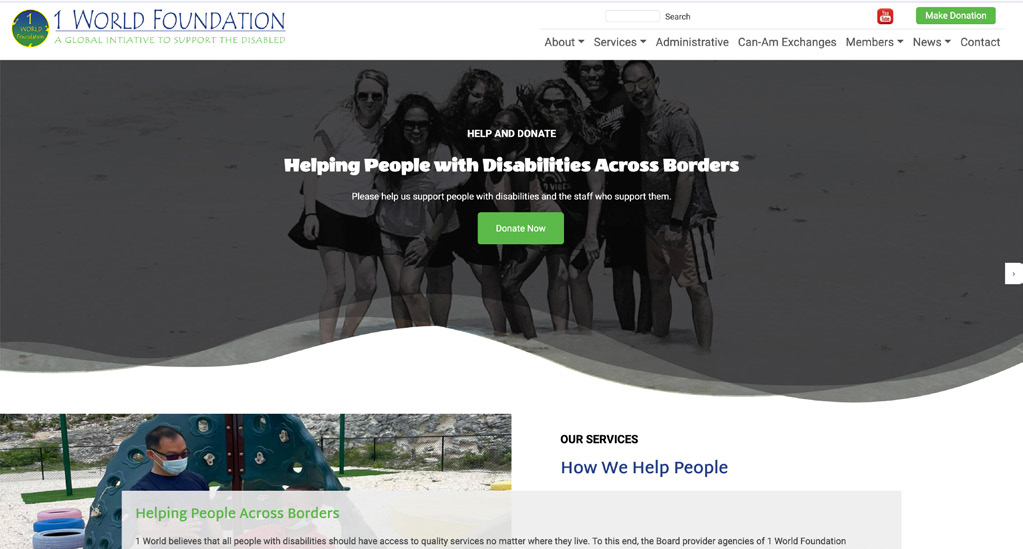 1 WORLD FOUNDATION
A GLOBAL INTIATIVE TO SUPPORT THE DISABLED
1 WORLD Foundation
Search
You Tube
Make Donation
About Services Administrative Can-Am Exchanges Members News Contact
HELP AND DONATE
Helping People with Disabilities Across Borders
Please help us support people with disabilities and the staff who support them.
Donate Now
OUR SERVICES
How We Help People
Helping People Across Borders
1 World believes that all people with disabilities should have access to quality services no matter where they live. To this end, the Board provider agencies of 1 World Foundation